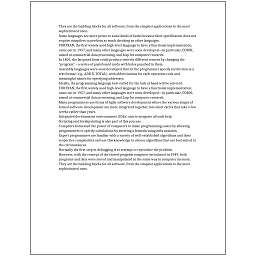 They are the building blocks for all software, from the simplest applications to the most
sophisticated ones.
Some languages are more prone to some kinds of faults because their specification does not
require compilers to perform as much checking as other languages.
FORTRAN, the first widely used high-level language to have a functional implementation,
came out in 1957, and many other languages were soon developed—in particular, COBOL
aimed at commercial data processing, and Lisp for computer research.
In 1801, the Jacquard loom could produce entirely different weaves by changing the
"program" – a series of pasteboard cards with holes punched in them.
Assembly languages were soon developed that let the programmer specify instruction in a
text format (e.g., ADD X, TOTAL), with abbreviations for each operation code and
meaningful names for specifying addresses.
Ideally, the programming language best suited for the task at hand will be selected.
FORTRAN, the first widely used high-level language to have a functional implementation,
came out in 1957, and many other languages were soon developed—in particular, COBOL
aimed at commercial data processing, and Lisp for computer research.
Many programmers use forms of Agile software development where the various stages of
formal software development are more integrated together into short cycles that take a few
weeks rather than years.
Integrated development environments (IDEs) aim to integrate all such help.
Scripting and breakpointing is also part of this process.
Compilers harnessed the power of computers to make programming easier by allowing
programmers to specify calculations by entering a formula using infix notation.
Expert programmers are familiar with a variety of well-established algorithms and their
respective complexities and use this knowledge to choose algorithms that are best suited to
the circumstances.
Normally the first step in debugging is to attempt to reproduce the problem.
However, with the concept of the stored-program computer introduced in 1949, both
programs and data were stored and manipulated in the same way in computer memory.
They are the building blocks for all software, from the simplest applications to the most
sophisticated ones.